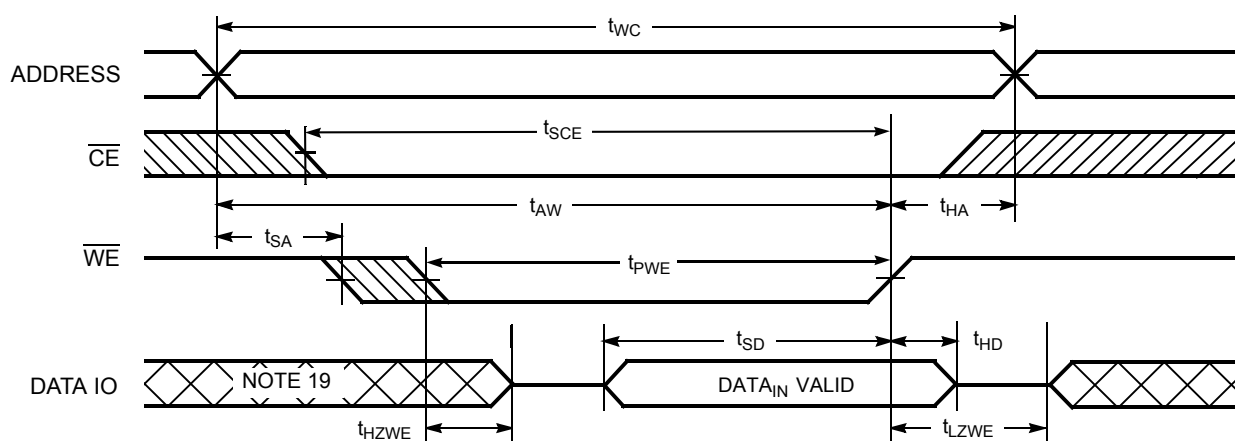 tWC
ADDRESS
tSCE
CE
tAW
tHA
tSA
WE
tPWE
tSD
tHD
DATA IO
NOTE 19
DATAIN VALID
tHZWE
tLZWE